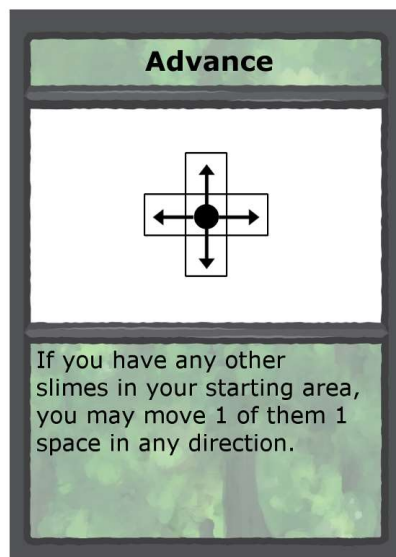 Advance
If you have any other
slimes in your starting area,
you may move 1 of them 1
space in any direction.